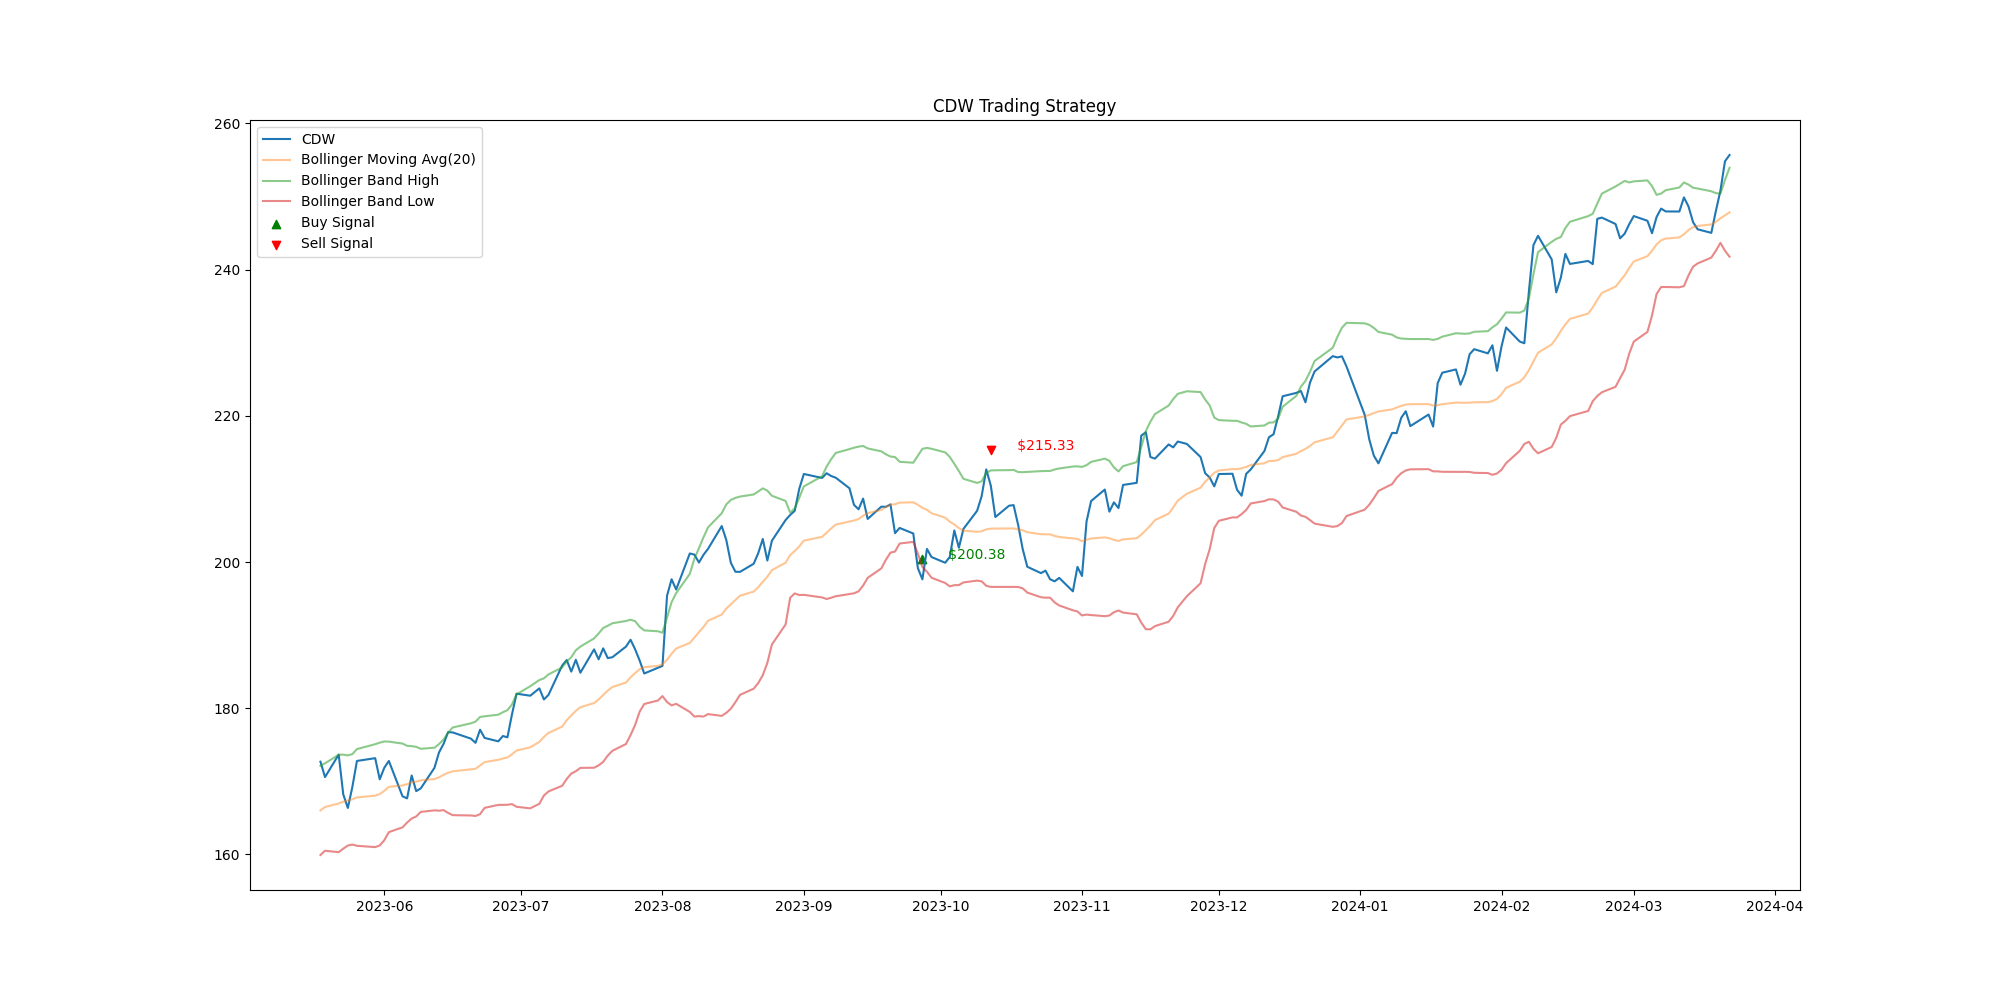 CDW Trading Strategy
260
240
220
200
180
160
CDW
Bollinger Moving Avg(20)
Bollinger Band High
Bollinger Band Low
Buy Signal
Sell Signal
$215.33
$200.38
2023-06 2023-07 2023-08 2023-09 2023-10 2023-11 2023-12 2024-01 2024-02 2024-03 2024-04